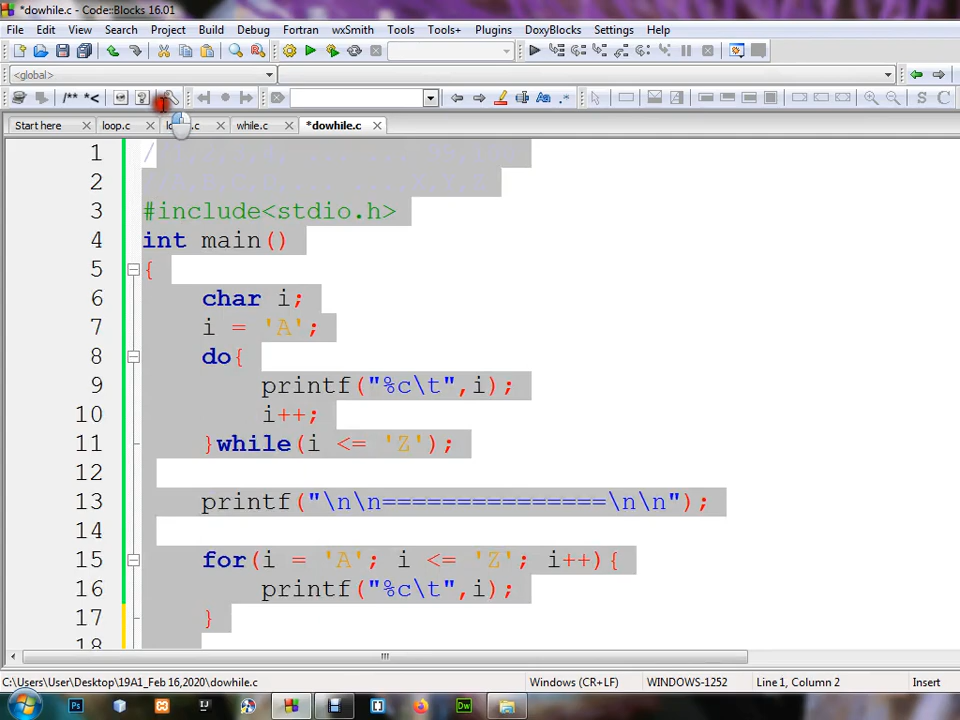 *dowhile.c - Code::Blocks 16.01
File Edit View Search Project Build Debug Fortran wxSmith Tools Tools+ Plugins DoxyBlocks Settings Help
<global>
/** *<
Start here loop.c while.c *dowhile.c
1
2
3 #include<stdio.h>
4 int main()
5 {
6 char i;
7 i = 'A';
8 do{
9 printf("%c\t",i);
10 i++;
11 }while(i <= 'Z');
12
13 printf("\n\n===============\n\n");
14
15 for(i = 'A'; i <= 'Z'; i++){
16 printf("%c\t",i);
17 }
18
C:\Users\User\Desktop\19A1_Feb 16,2020\dowhile.c Windows (CR+LF) WINDOWS-1252 Line 1, Column 2 Insert